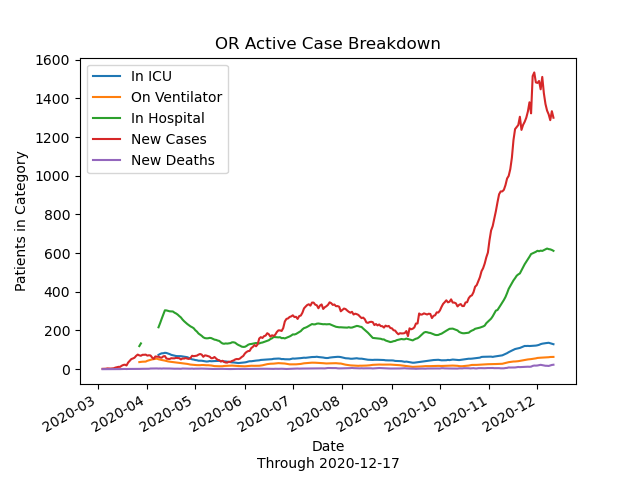 OR Active Case Breakdown
In ICU
On Ventilator
In Hospital
New Cases
New Deaths
Patients in Category
1600
1400
1200
1000
800
600
400
200
0
2020-03
2020-04
2020-05
2020-06
2020-07
2020-08
2020-09
2020-10
2020-11
2020-12
Date
Through 2020-12-17